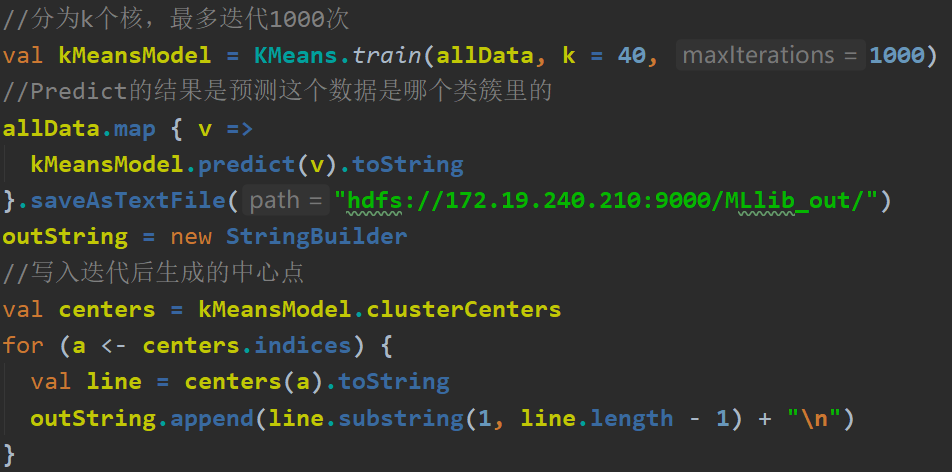 //分为k个核，最多迭代1000次
val kMeansModel = KMeans.train(allData, k = 40, maxIterations = 1000)
//Predict的结果是预测这个数据是哪个类簇里的
allData.map { v =>
  kMeansModel.predict(v).toString
}.saveAsTextFile( path = "hdfs://172.19.240.210:9000/MLlib_out/")
outString = new StringBuilder
//写入迭代后生成的中心点
val centers = kMeansModel.clusterCenters
for (a <- centers.indices) {
  val line = centers(a).toString
  outString.append(line.substring(1, line.length - 1) + "\n")
}